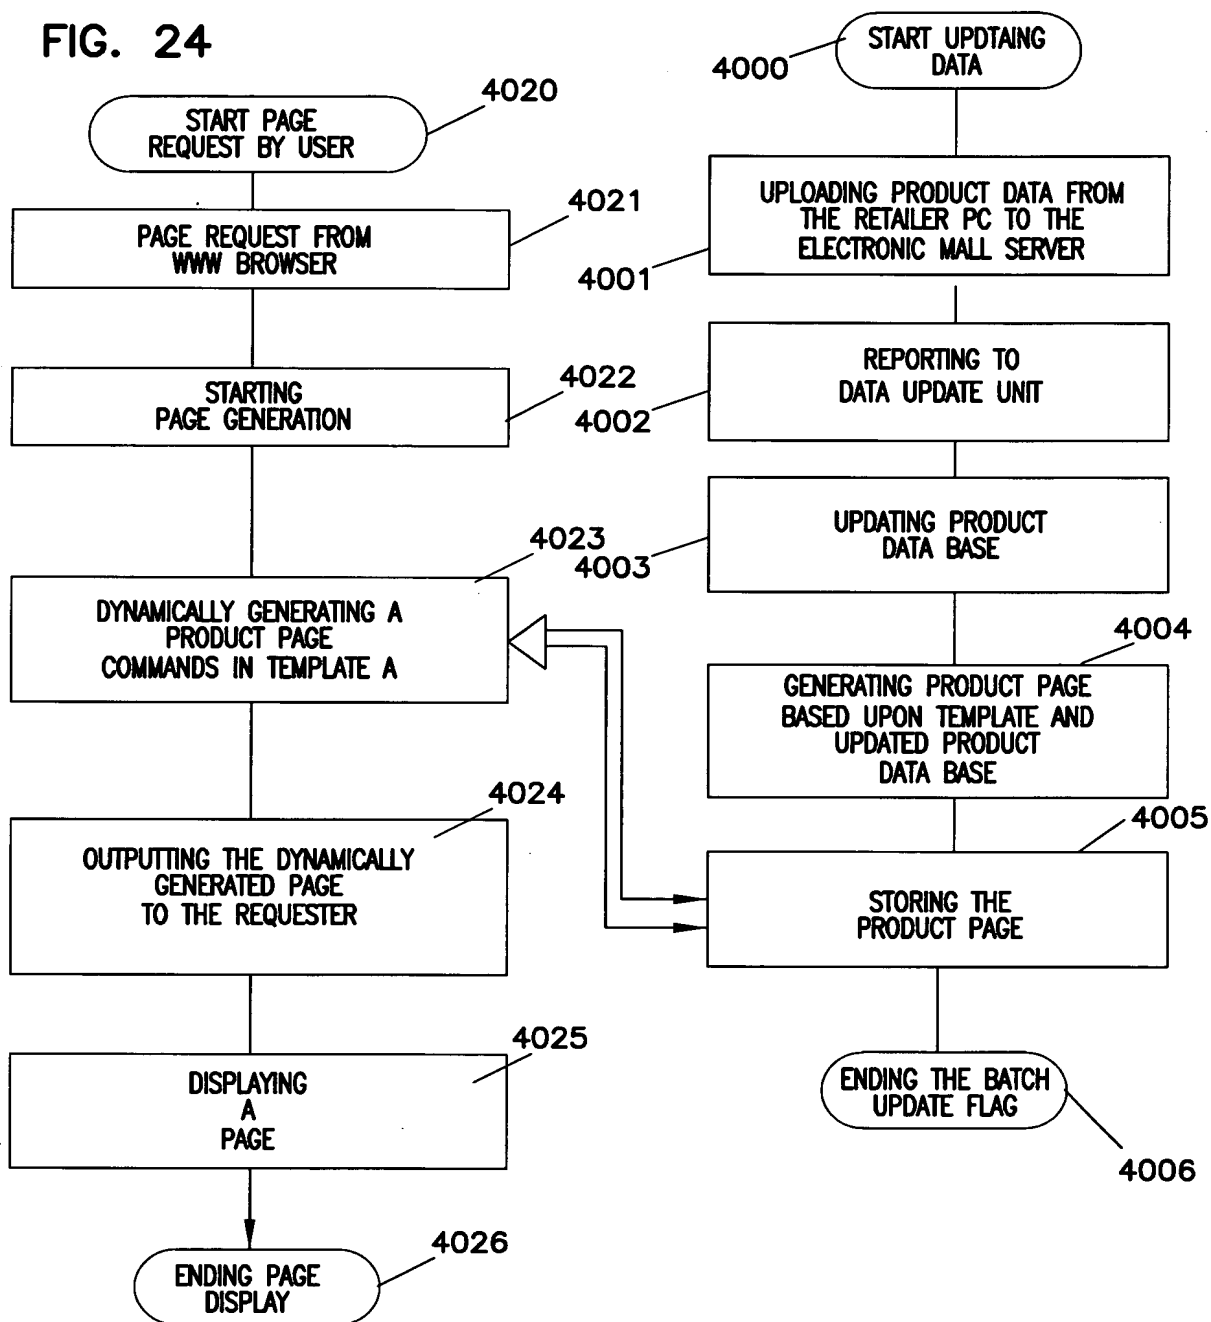 FIG. 24
4020
START PAGE
REQUEST BY USER
4021
PAGE REQUEST FROM
WWW BROWSER
4022
STARTING
PAGE GENERATION
4023
DYNAMICALLY GENERATING A
PRODUCT PAGE
COMMANDS IN TEMPLATE A
4024
OUTPUTTING THE DYNAMICALLY
GENERATED PAGE
TO THE REQUESTER
4025
DISPLAYING
A
PAGE
4026
ENDING PAGE
DISPLAY
4000
START UPDTAING
DATA
UPLOADING PRODUCT DATA FROM
THE RETAILER PC TO THE
ELECTRONIC MALL SERVER
4001
REPORTING TO
DATA UPDATE UNIT
4002
UPDATING PRODUCT
DATA BASE
4003
4004
GENERATING PRODUCT PAGE
BASED UPON TEMPLATE AND
UPDATED PRODUCT
DATA BASE
4005
STORING THE
PRODUCT PAGE
ENDING THE BATCH
UPDATE FLAG
4006